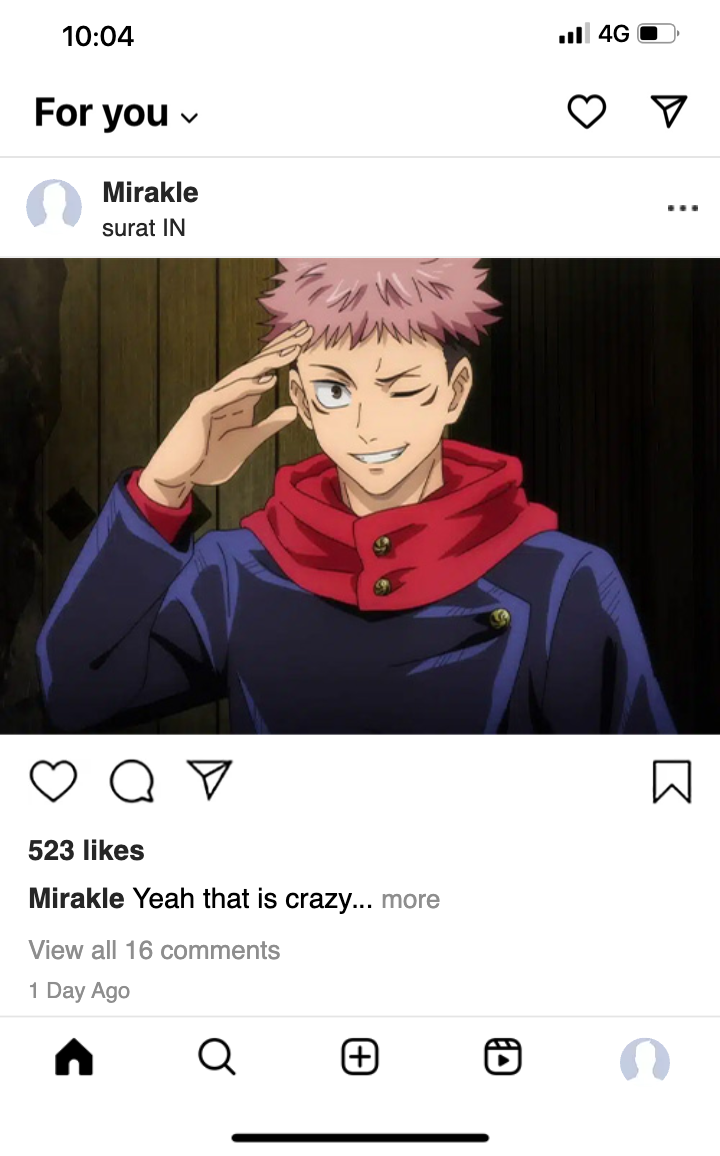 10:04
4G
For you
Mirakle
surat IN
523 likes
Mirakle Yeah that is crazy... more
View all 16 comments
1 Day Ago